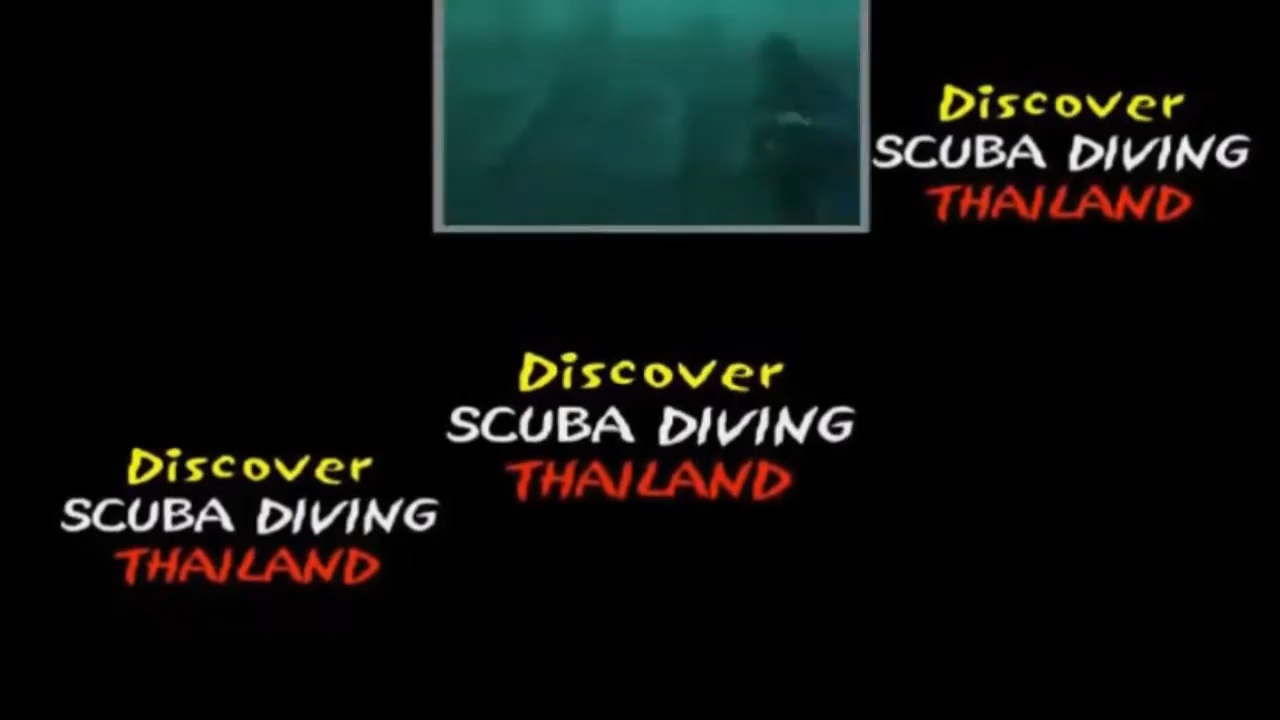 Discover
SCUBA DIVING
THAILAND
Discover
SCUBA DIVING
THAILAND
Discover
SCUBA DIVING
THAILAND